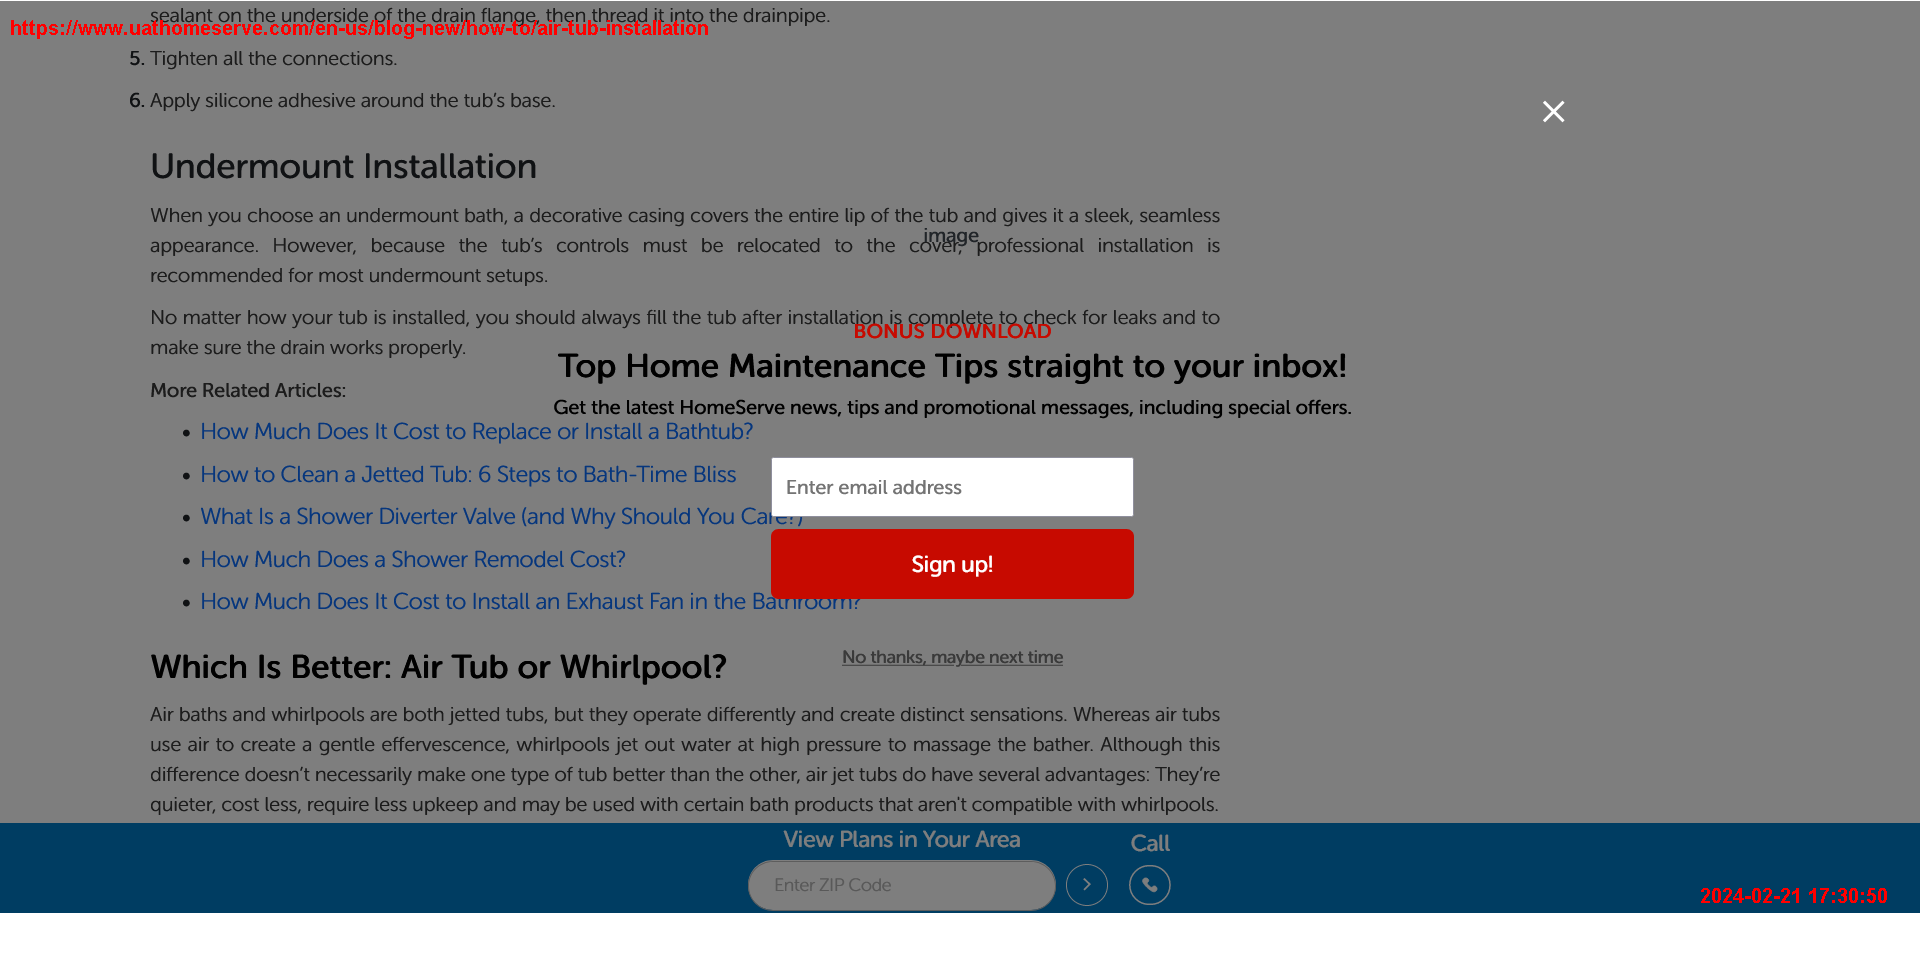 sealant on the underside of the drain flange, then thread it into the drainpipe.
https://www.uathomeserve.com/en-us/blog-new/how-to/air-tub-installation
5. Tighten all the connections.
6. Apply silicone adhesive around the tub’s base.
Undermount Installation
When you choose an undermount bath, a decorative casing covers the entire lip of the tub and gives it a sleek, seamless
appearance. However, because the tub’s controls must be relocated to the cover, professional installation is
recommended for most undermount setups.
image
No matter how your tub is installed, you should always fill the tub after installation is complete to check for leaks and to
make sure the drain works properly.
BONUS DOWNLOAD
Top Home Maintenance Tips straight to your inbox!
Get the latest HomeServe news, tips and promotional messages, including special offers.
Enter email address
Sign up!
No thanks, maybe next time
More Related Articles:
• How Much Does It Cost to Replace or Install a Bathtub?
• How to Clean a Jetted Tub: 6 Steps to Bath-Time Bliss
• What Is a Shower Diverter Valve (and Why Should You Care?)
• How Much Does a Shower Remodel Cost?
• How Much Does It Cost to Install an Exhaust Fan in the Bathroom?
Which Is Better: Air Tub or Whirlpool?
Air baths and whirlpools are both jetted tubs, but they operate differently and create distinct sensations. Whereas air tubs
use air to create a gentle effervescence, whirlpools jet out water at high pressure to massage the bather. Although this
difference doesn’t necessarily make one type of tub better than the other, air jet tubs do have several advantages: They’re
quieter, cost less, require less upkeep and may be used with certain bath products that aren't compatible with whirlpools.
View Plans in Your Area
Call
Enter ZIP Code
2024-02-21 17:30:50